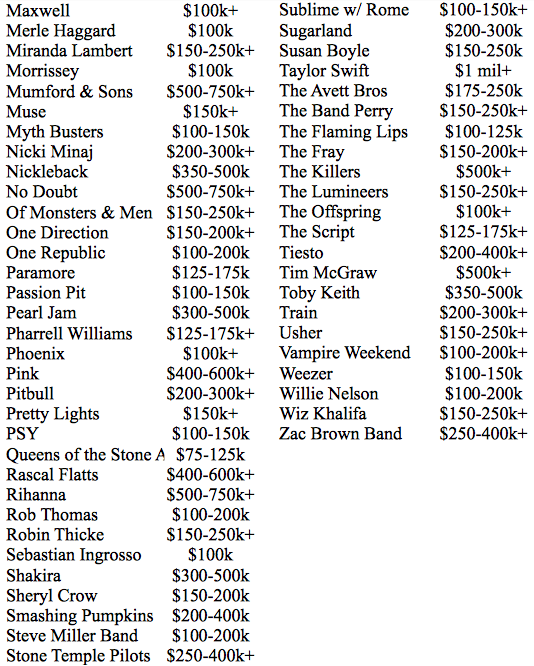 Maxwell $100k+
Merle Haggard $100k
Miranda Lambert $150-250k+
Morrissey $100k
Mumford & Sons $500-750k+
Muse $150k+
Myth Busters $100-150k
Nicki Minaj $200-300k+
Nickleback $350-500k
No Doubt $500-750k+
Of Monsters & Men $150-250k+
One Direction $150-200k+
One Republic $100-200k
Paramore $125-175k
Passion Pit $100-150k
Pearl Jam $300-500k
Pharrell Williams $125-175k+
Phoenix $100k+
Pink $400-600k+
Pitbull $200-300k+
Pretty Lights $150k+
PSY $100-150k
Queens of the Stone A $75-125k
Rascal Flatts $400-600k+
Rihanna $500-750k+
Rob Thomas $100-200k
Robin Thicke $150-250k+
Sebastian Ingrosso $100k
Shakira $300-500k
Sheryl Crow $150-200k
Smashing Pumpkins $200-400k
Steve Miller Band $100-200k
Stone Temple Pilots $250-400k+
Sublime w/ Rome $100-150k+
Sugarland $200-300k
Susan Boyle $150-250k
Taylor Swift $1 mil+
The Avett Bros $175-250k
The Band Perry $150-250k+
The Flaming Lips $100-125k
The Fray $150-200k+
The Killers $500k+
The Lumineers $150-250k+
The Offspring $100k+
The Script $125-175k+
Tiesto $200-400k+
Tim McGraw $500k+
Toby Keith $350-500k
Train $200-300k+
Usher $150-250k+
Vampire Weekend $100-200k+
Weezer $100-150k
Willie Nelson $100-200k
Wiz Khalifa $150-250k+
Zac Brown Band $250-400k+